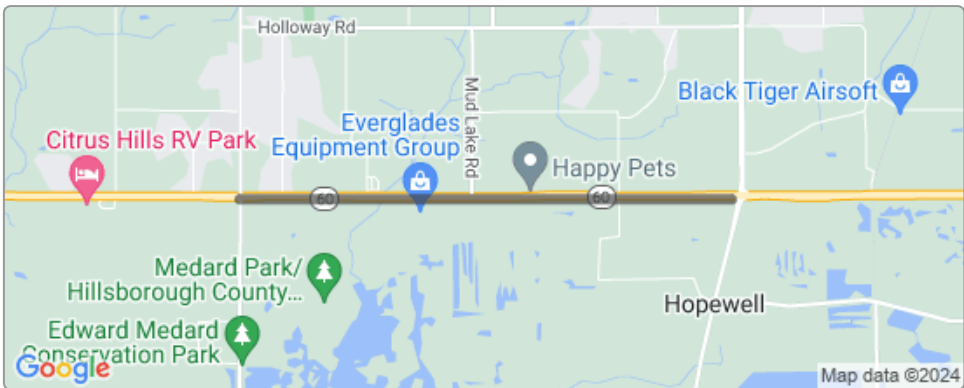 Holloway Rd
Mud Lake Rd
Black Tiger Airsoft
Everglades
Equipment Group
Citrus Hills RV Park
Happy Pets
60
60
Medard Park/
Hillsborough County...
Hopewell
Edward Medard
Conservation Park
Google
Map data ©2024